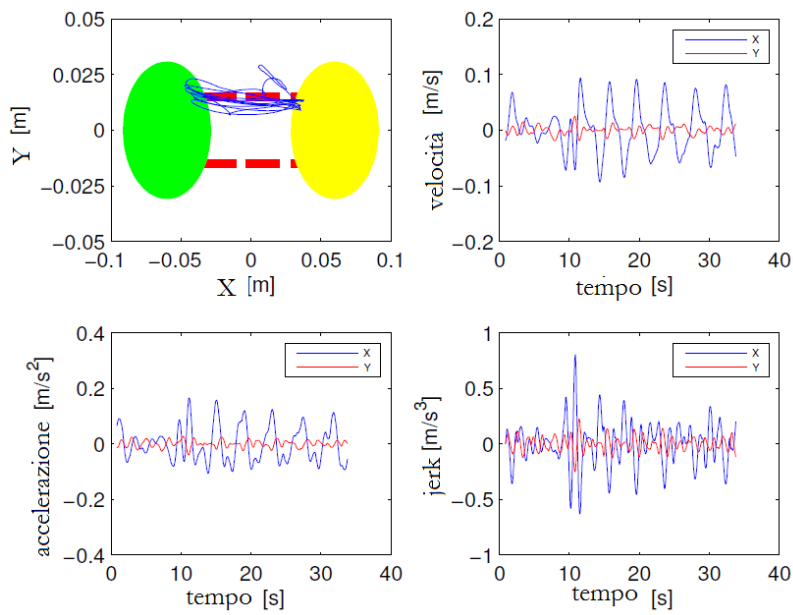 0.05
0.025
0
−0.025
−0.05
−0.1
−0.05
0
0.05
0.1
Y [m]
X [m]
0.2
0.1
0
−0.1
−0.2
0
10
20
30
40
X
Y
velocità [m/s]
tempo [s]
0.4
0.2
0
−0.2
−0.4
0
10
20
30
40
X
Y
accelerazione [m/s²]
tempo [s]
1
0.5
0
−0.5
−1
0
10
20
30
40
X
Y
jerk [m/s³]
tempo [s]